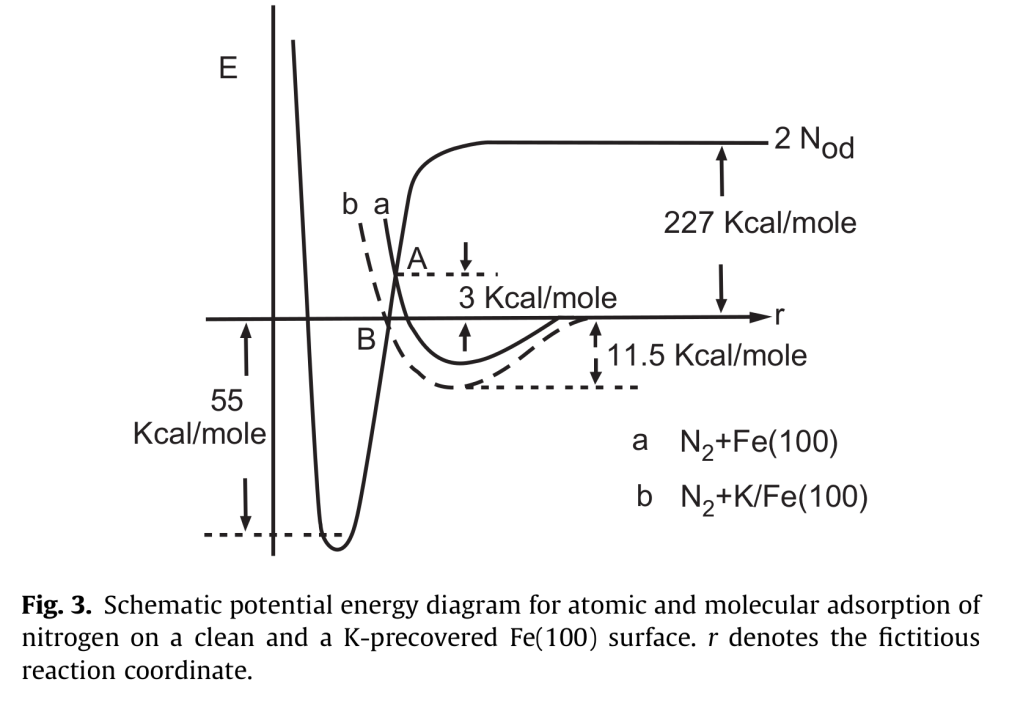 E
2 Nod
b a
227 Kcal/mole
A
3 Kcal/mole
r
B
11.5 Kcal/mole
55
Kcal/mole
a N2+Fe(100)
b N2+K/Fe(100)
Fig. 3. Schematic potential energy diagram for atomic and molecular adsorption of
nitrogen on a clean and a K-precovered Fe(100) surface. r denotes the fictitious
reaction coordinate.